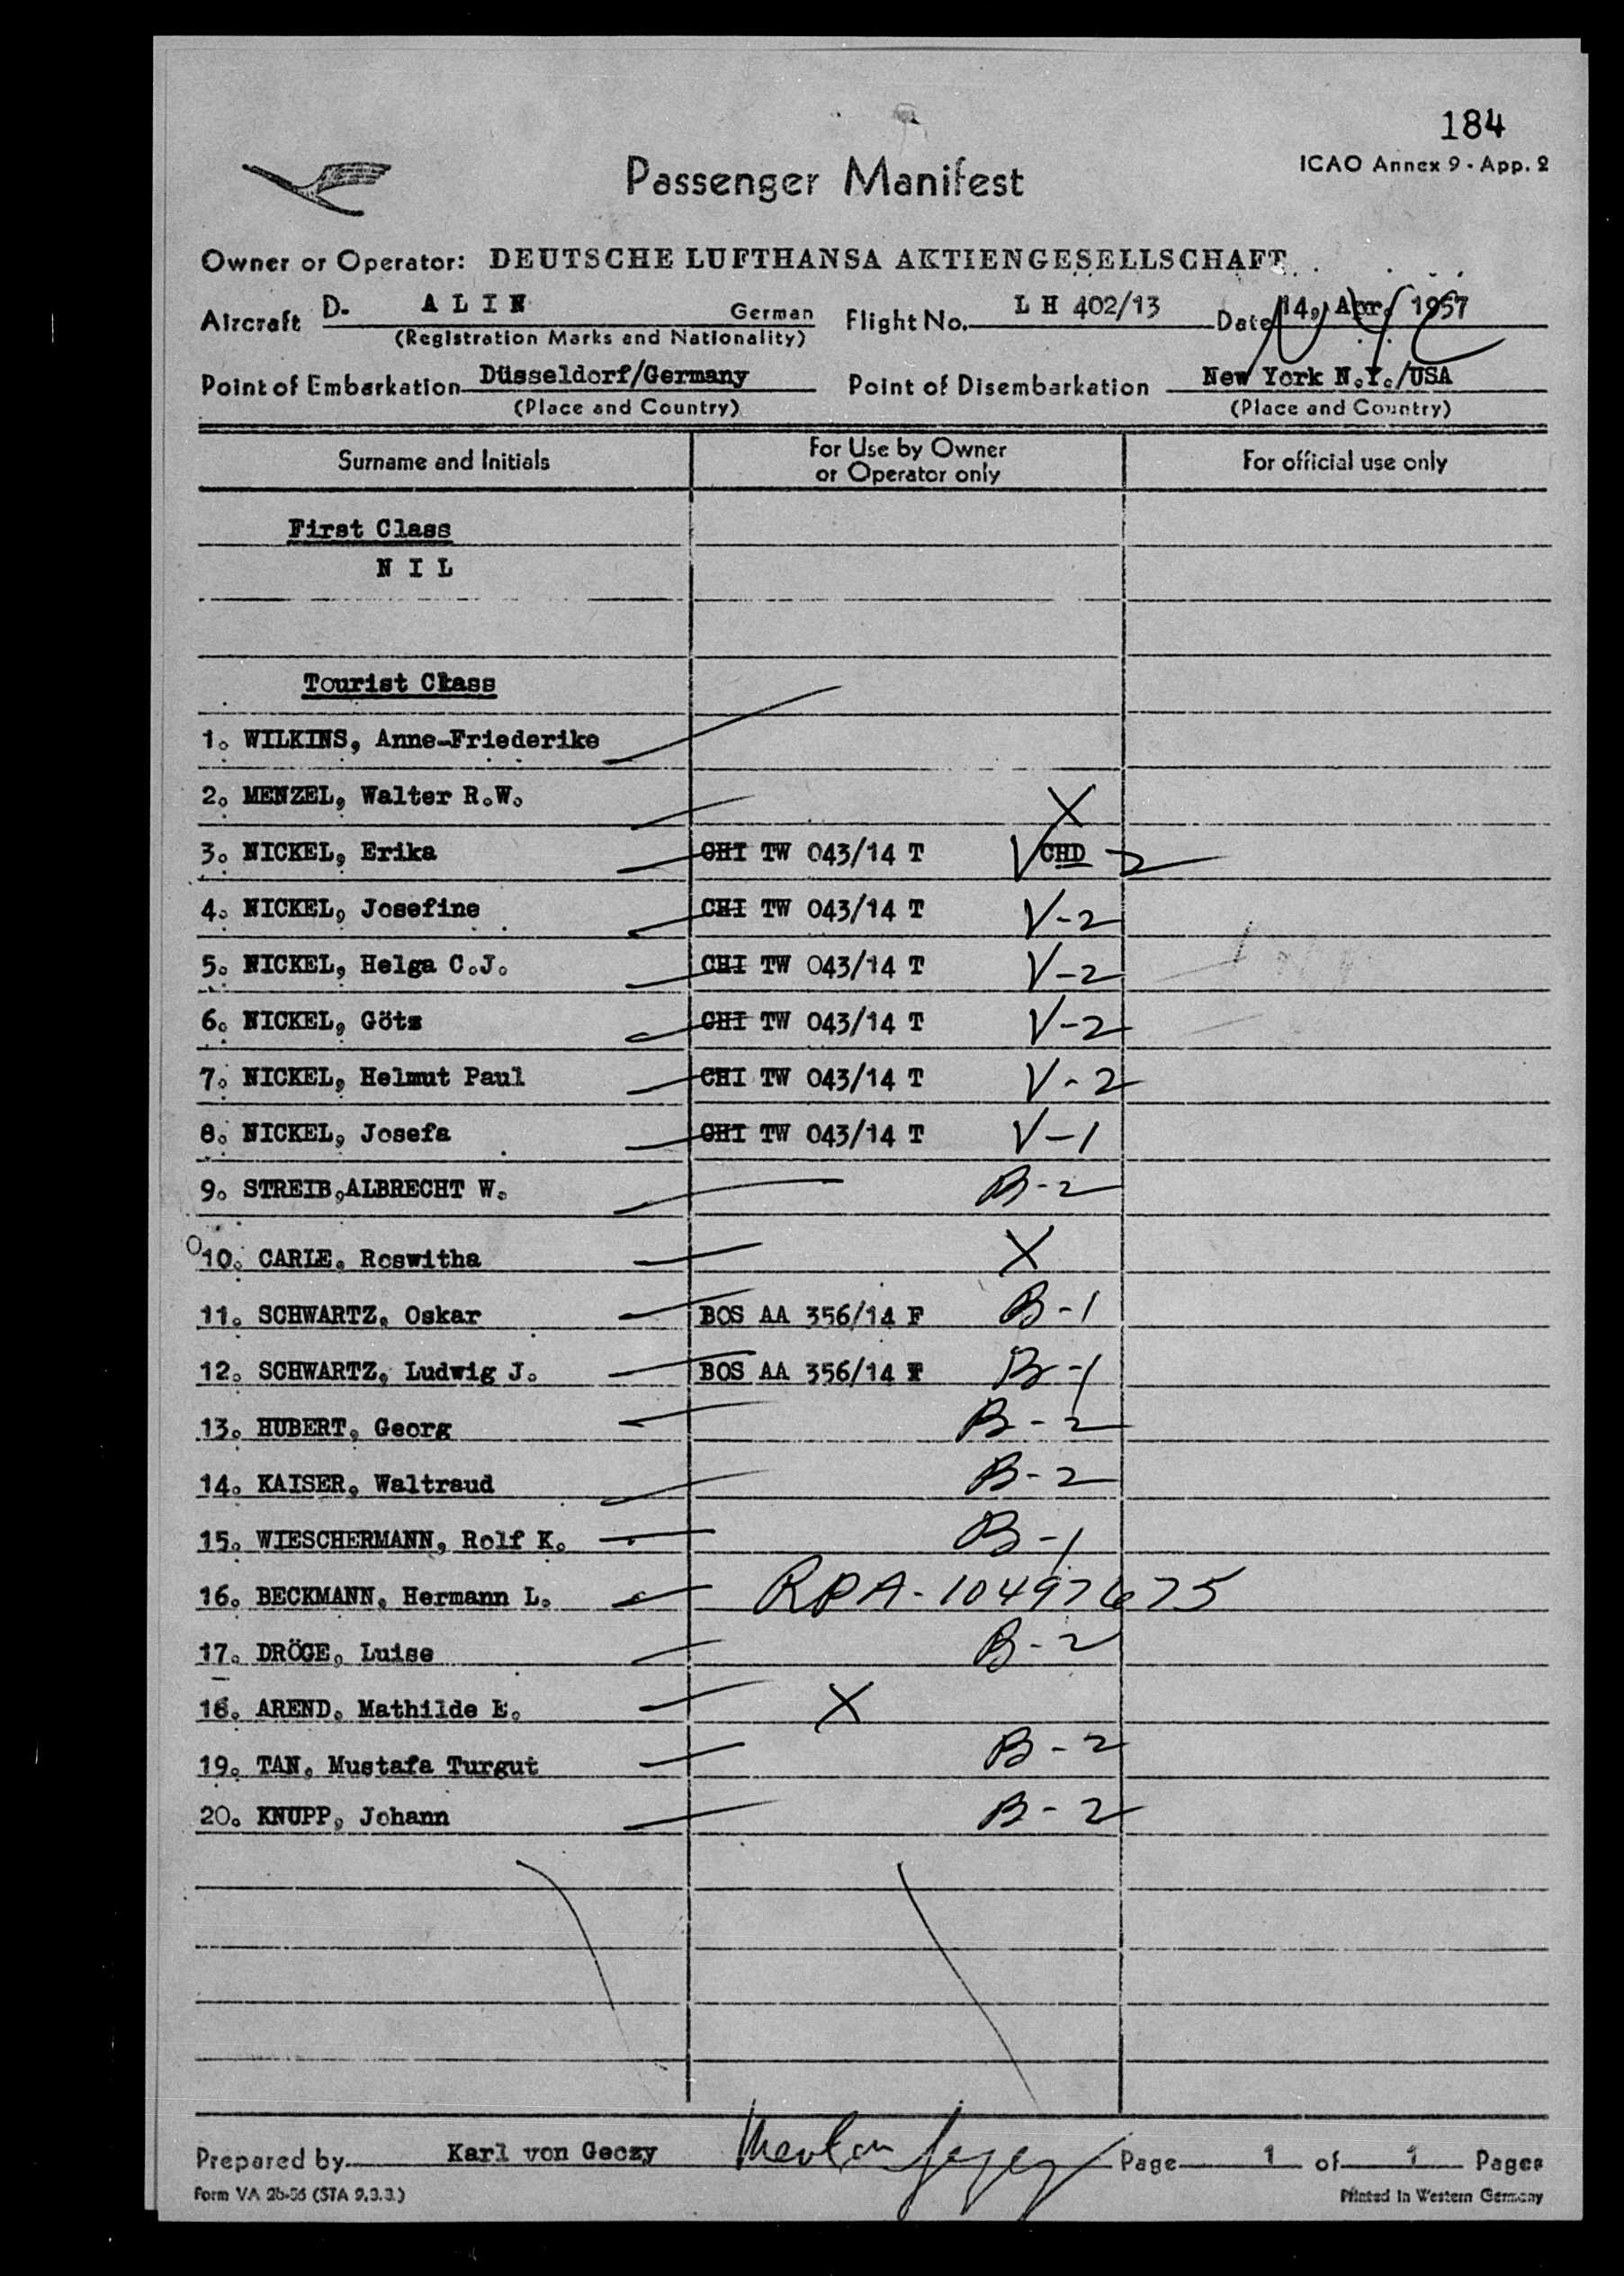 184
ICAO Annex 9 - App. 2
Passenger Manifest
Owner or Operator: DEUTSCHE LUFTHANSA AKTIENGESELLSCHAFT
Aircraft D. A L I N German Flight No. L H 402/13 Date 14. Apr. 1957
(Registration Marks and Nationality)
Point of Embarkation Düsseldorf/Germany Point of Disembarkation New York N.Y./USA
(Place and Country) (Place and Country)
Surname and Initials For Use by Owner or Operator only For official use only
First Class
N I L
Tourist Class
1. WILKINS, Anne-Friederike
2. MENZEL, Walter R.W. X
3. NICKEL, Erika CHI TW 043/14 T V CHD 2
4. NICKEL, Josefine CHI TW 043/14 T V-2
5. NICKEL, Helga C.J. CHI TW 043/14 T V-2
6. NICKEL, Götz CHI TW 043/14 T V-2
7. NICKEL, Helmut Paul CHI TW 043/14 T V-2
8. NICKEL, Josefa CHI TW 043/14 T V-1
9. STREIB,ALBRECHT W. B-2
10. CARLE, Roswitha X
11. SCHWARTZ, Oskar BOS AA 356/14 F B-1
12. SCHWARTZ, Ludwig J. BOS AA 356/14 B-1
13. HUBERT, Georg B-2
14. KAISER, Waltraud B-2
15. WIESCHERMANN, Rolf K. B-1
16. BECKMANN, Hermann L. RPA-10497675
17. DRÖGE, Luise B-2
18. AREND, Mathilde E. X
19. TAN, Mustafa Turgut B-2
20. KNUPP, Johann B-2
Prepared by Karl von Geczy Page 1 of 1 Pages
Form VA 2b-56 (STA 9.3.3.) Printed in Western Germany